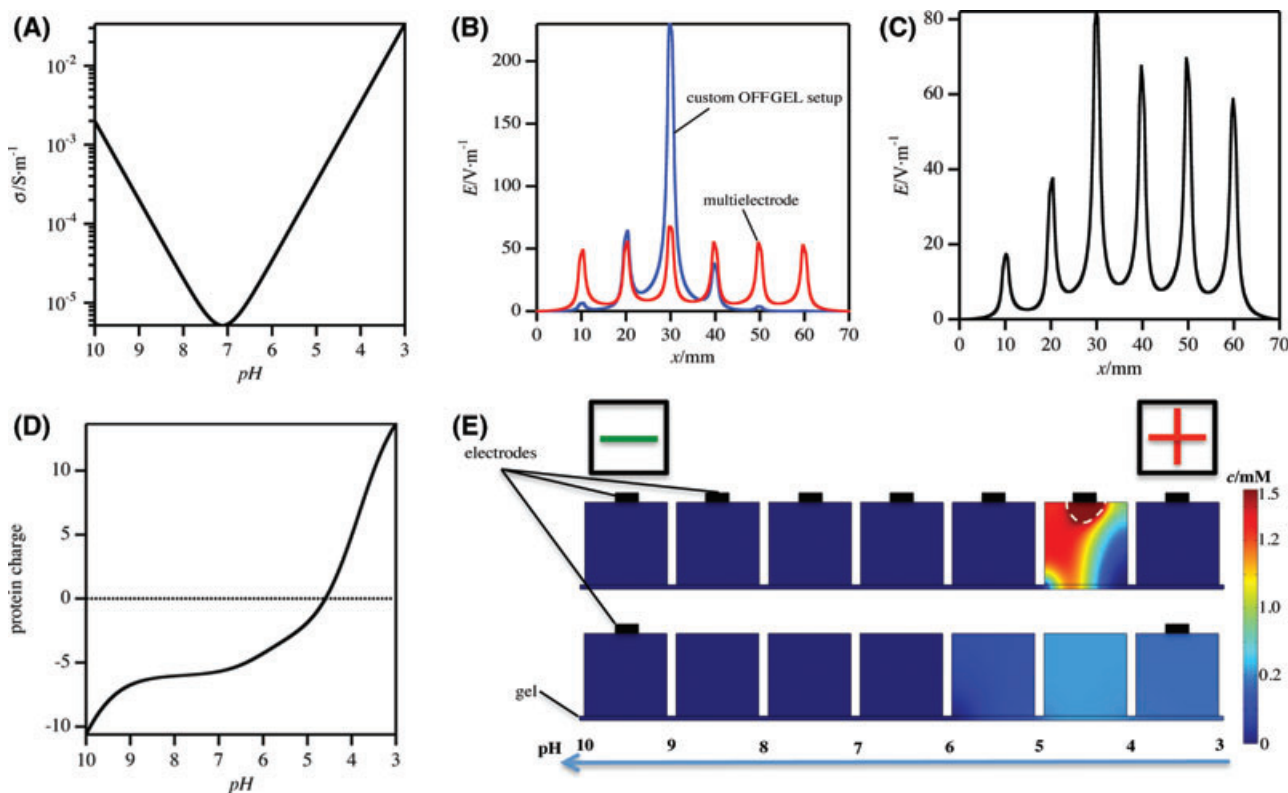 (A)
σ/S·m⁻¹
10⁻²
10⁻³
10⁻⁴
10⁻⁵
10 9 8 7 6 5 4 3
pH
(B)
E/V·m⁻¹
200
150
100
50
0
custom OFFGEL setup
multielectrode
0 10 20 30 40 50 60 70
x/mm
(C)
E/V·m⁻¹
80
60
40
20
0
0 10 20 30 40 50 60 70
x/mm
(D)
protein charge
10
5
0
-5
-10
10 9 8 7 6 5 4 3
pH
(E)
electrodes
gel
c/mM
1.5
1.2
1.0
0.2
0
pH 10 9 8 7 6 5 4 3